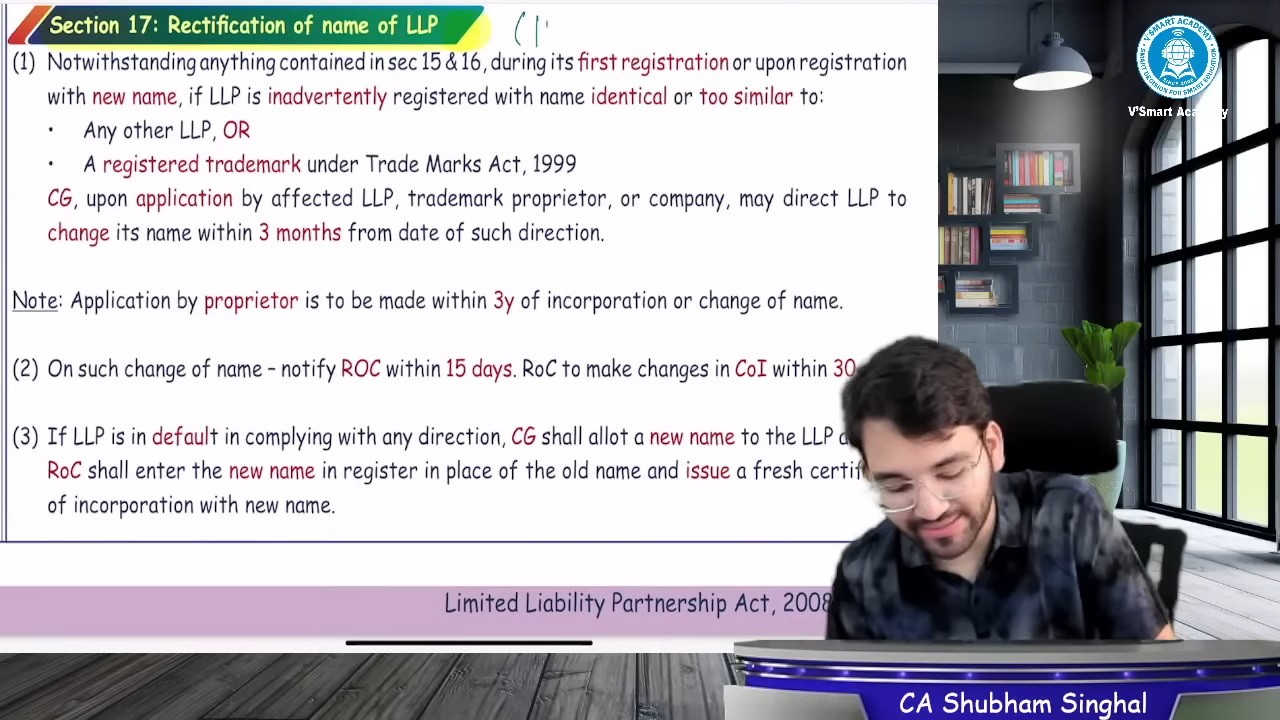 Section 17: Rectification of name of LLP
(1) Notwithstanding anything contained in sec 15 & 16, during its first registration or upon registration
with new name, if LLP is inadvertently registered with name identical or too similar to:
• Any other LLP, OR
• A registered trademark under Trade Marks Act, 1999
CG, upon application by affected LLP, trademark proprietor, or company, may direct LLP to
change its name within 3 months from date of such direction.
Note: Application by proprietor is to be made within 3y of incorporation or change of name.
(2) On such change of name – notify ROC within 15 days. RoC to make changes in CoI within 30
(3) If LLP is in default in complying with any direction, CG shall allot a new name to the LLP
RoC shall enter the new name in register in place of the old name and issue a fresh
of incorporation with new name.
Limited Liability Partnership Act, 2008
V'SMART ACADEMY
SMART DECISION FOR SMART EDUCATION
V'Smart Academy
CA Shubham Singhal